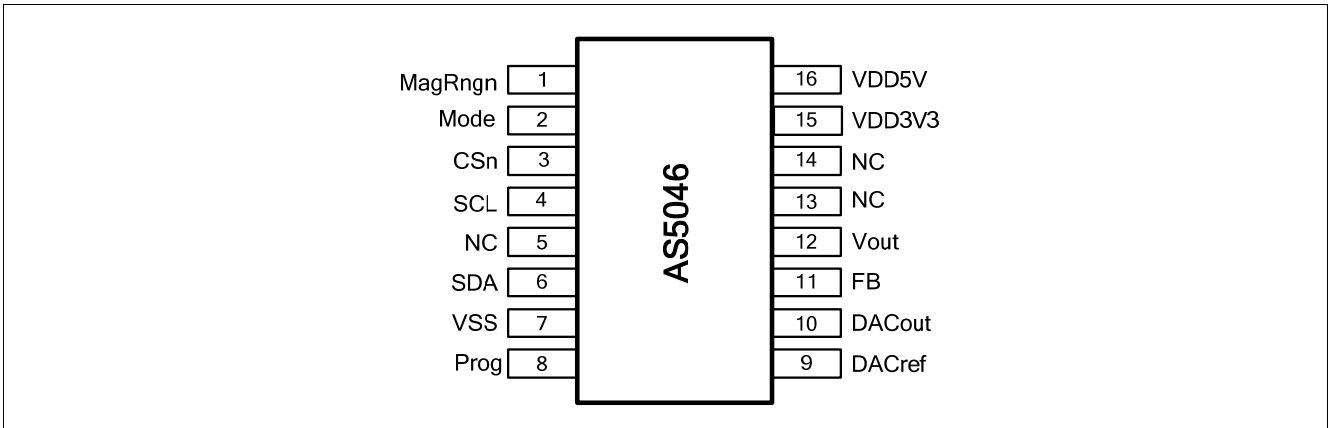 MagRngn 1
Mode 2
CSn 3
SCL 4
NC 5
SDA 6
VSS 7
Prog 8
AS5046
16 VDD5V
15 VDD3V3
14 NC
13 NC
12 Vout
11 FB
10 DACout
9 DACref